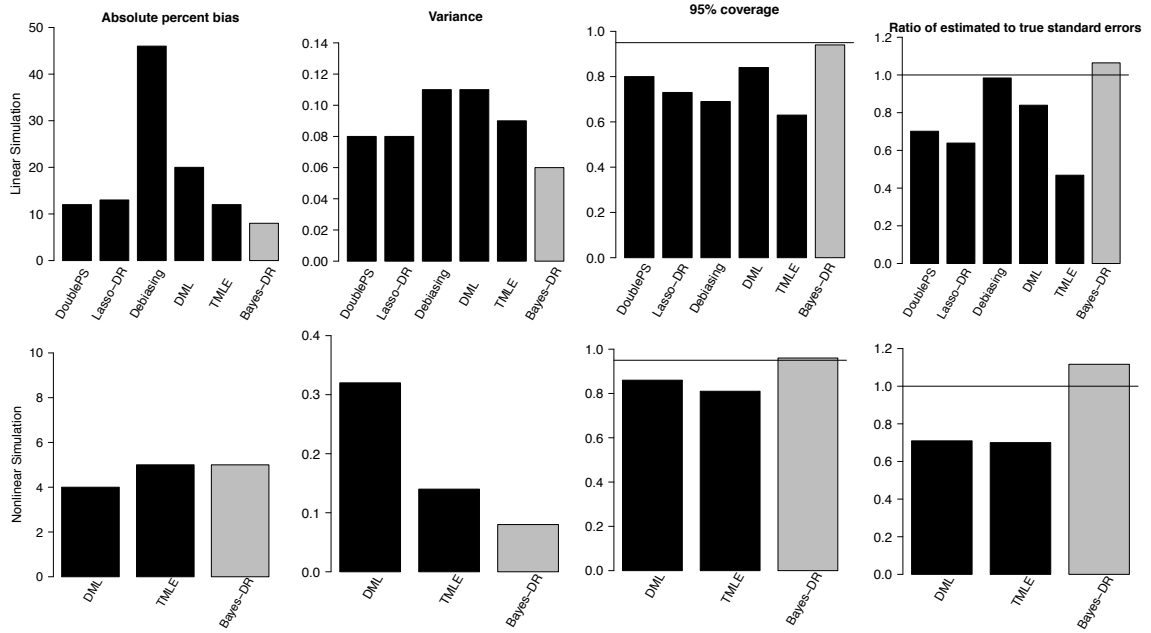 Absolute percent bias
Linear Simulation
50
40
30
20
10
0
DoublePS
Lasso−DR
Debiasing
DML
TMLE
Bayes−DR
Variance
0.14
0.12
0.10
0.08
0.06
0.04
0.02
0.00
DoublePS
Lasso−DR
Debiasing
DML
TMLE
Bayes−DR
95% coverage
1.0
0.8
0.6
0.4
0.2
0.0
DoublePS
Lasso−DR
Debiasing
DML
TMLE
Bayes−DR
Ratio of estimated to true standard errors
1.2
1.0
0.8
0.6
0.4
0.2
0.0
DoublePS
Lasso−DR
Debiasing
DML
TMLE
Bayes−DR
Nonlinear Simulation
10
8
6
4
2
0
DML
TMLE
Bayes−DR
0.4
0.3
0.2
0.1
0.0
DML
TMLE
Bayes−DR
1.0
0.8
0.6
0.4
0.2
0.0
DML
TMLE
Bayes−DR
1.2
1.0
0.8
0.6
0.4
0.2
0.0
DML
TMLE
Bayes−DR